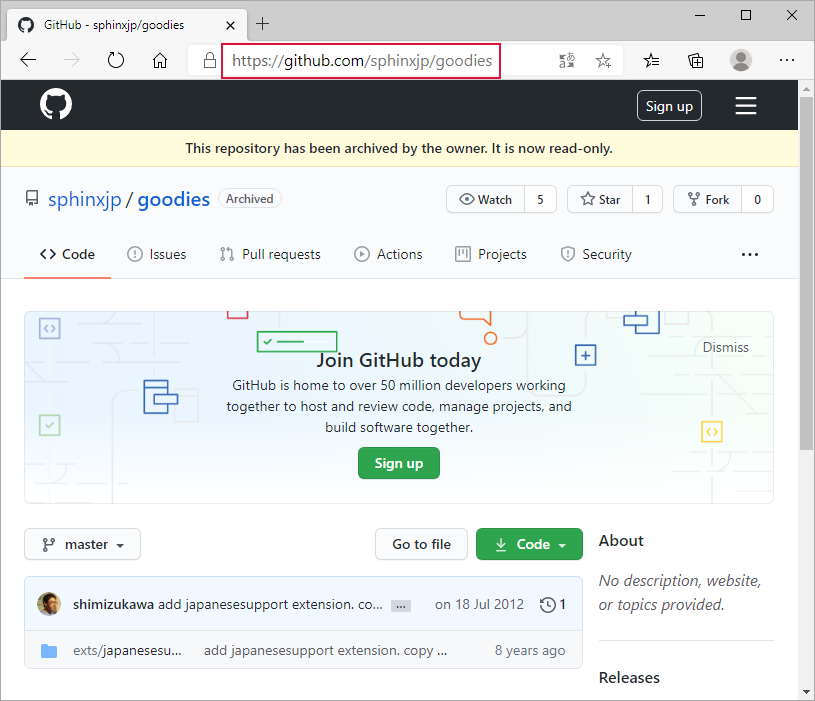 GitHub - sphinxjp/goodies
https://github.com/sphinxjp/goodies
Sign up
This repository has been archived by the owner. It is now read-only.
sphinxjp / goodies Archived
Watch 5 Star 1 Fork 0
Code Issues Pull requests Actions Projects Security ...
Join GitHub today
Dismiss
GitHub is home to over 50 million developers working
together to host and review code, manage projects, and
build software together.
Sign up
master Go to file Code
About
No description, website,
or topics provided.
shimizukawa add japanesesupport extension. co... ... on 18 Jul 2012 1
exts/japanesesu... add japanesesupport extension. copy ... 8 years ago
Releases